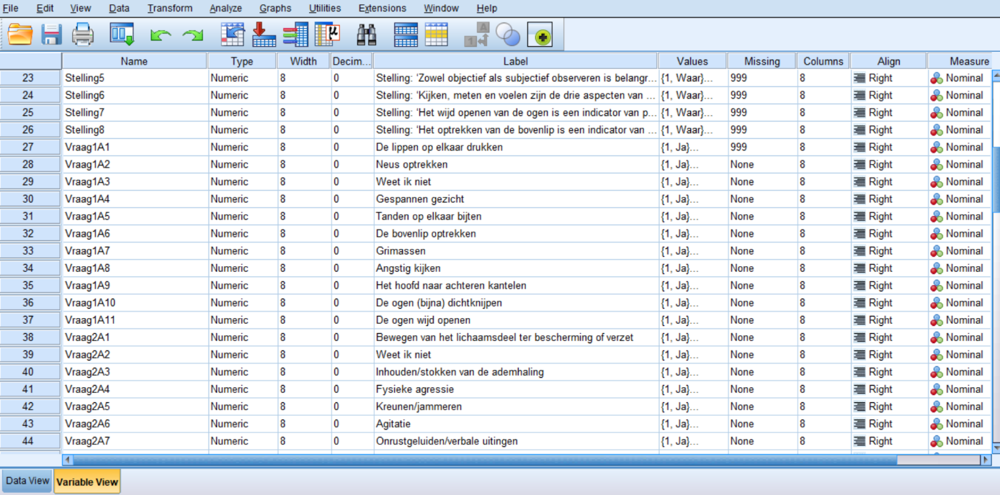 File Edit View Data Transform Analyze Graphs Utilities Extensions Window Help
Name Type Width Decim... Label Values Missing Columns Align Measure
23 Stelling5 Numeric 8 0 Stelling: 'Zowel objectief als subjectief observeren is belangr... {1, Waar}... 999 8 Right Nominal
24 Stelling6 Numeric 8 0 Stelling: 'Kijken, meten en voelen zijn de drie aspecten van ... {1, Waar}... 999 8 Right Nominal
25 Stelling7 Numeric 8 0 Stelling: 'Het wijd openen van de ogen is een indicator van p... {1, Waar}... 999 8 Right Nominal
26 Stelling8 Numeric 8 0 Stelling: 'Het optrekken van de bovenlip is een indicator van ... {1, Waar}... 999 8 Right Nominal
27 Vraag1A1 Numeric 8 0 De lippen op elkaar drukken {1, Ja}... 999 8 Right Nominal
28 Vraag1A2 Numeric 8 0 Neus optrekken {1, Ja}... None 8 Right Nominal
29 Vraag1A3 Numeric 8 0 Weet ik niet {1, Ja}... None 8 Right Nominal
30 Vraag1A4 Numeric 8 0 Gespannen gezicht {1, Ja}... None 8 Right Nominal
31 Vraag1A5 Numeric 8 0 Tanden op elkaar bijten {1, Ja}... None 8 Right Nominal
32 Vraag1A6 Numeric 8 0 De bovenlip optrekken {1, Ja}... None 8 Right Nominal
33 Vraag1A7 Numeric 8 0 Grimassen {1, Ja}... None 8 Right Nominal
34 Vraag1A8 Numeric 8 0 Angstig kijken {1, Ja}... None 8 Right Nominal
35 Vraag1A9 Numeric 8 0 Het hoofd naar achteren kantelen {1, Ja}... None 8 Right Nominal
36 Vraag1A10 Numeric 8 0 De ogen (bijna) dichtknijpen {1, Ja}... None 8 Right Nominal
37 Vraag1A11 Numeric 8 0 De ogen wijd openen {1, Ja}... None 8 Right Nominal
38 Vraag2A1 Numeric 8 0 Bewegen van het lichaamsdeel ter bescherming of verzet {1, Ja}... None 8 Right Nominal
39 Vraag2A2 Numeric 8 0 Weet ik niet {1, Ja}... None 8 Right Nominal
40 Vraag2A3 Numeric 8 0 Inhouden/stokken van de ademhaling {1, Ja}... None 8 Right Nominal
41 Vraag2A4 Numeric 8 0 Fysieke agressie {1, Ja}... None 8 Right Nominal
42 Vraag2A5 Numeric 8 0 Kreunen/jammeren {1, Ja}... None 8 Right Nominal
43 Vraag2A6 Numeric 8 0 Agitatie {1, Ja}... None 8 Right Nominal
44 Vraag2A7 Numeric 8 0 Onrustgeluiden/verbale uitingen {1, Ja}... None 8 Right Nominal
Data View Variable View